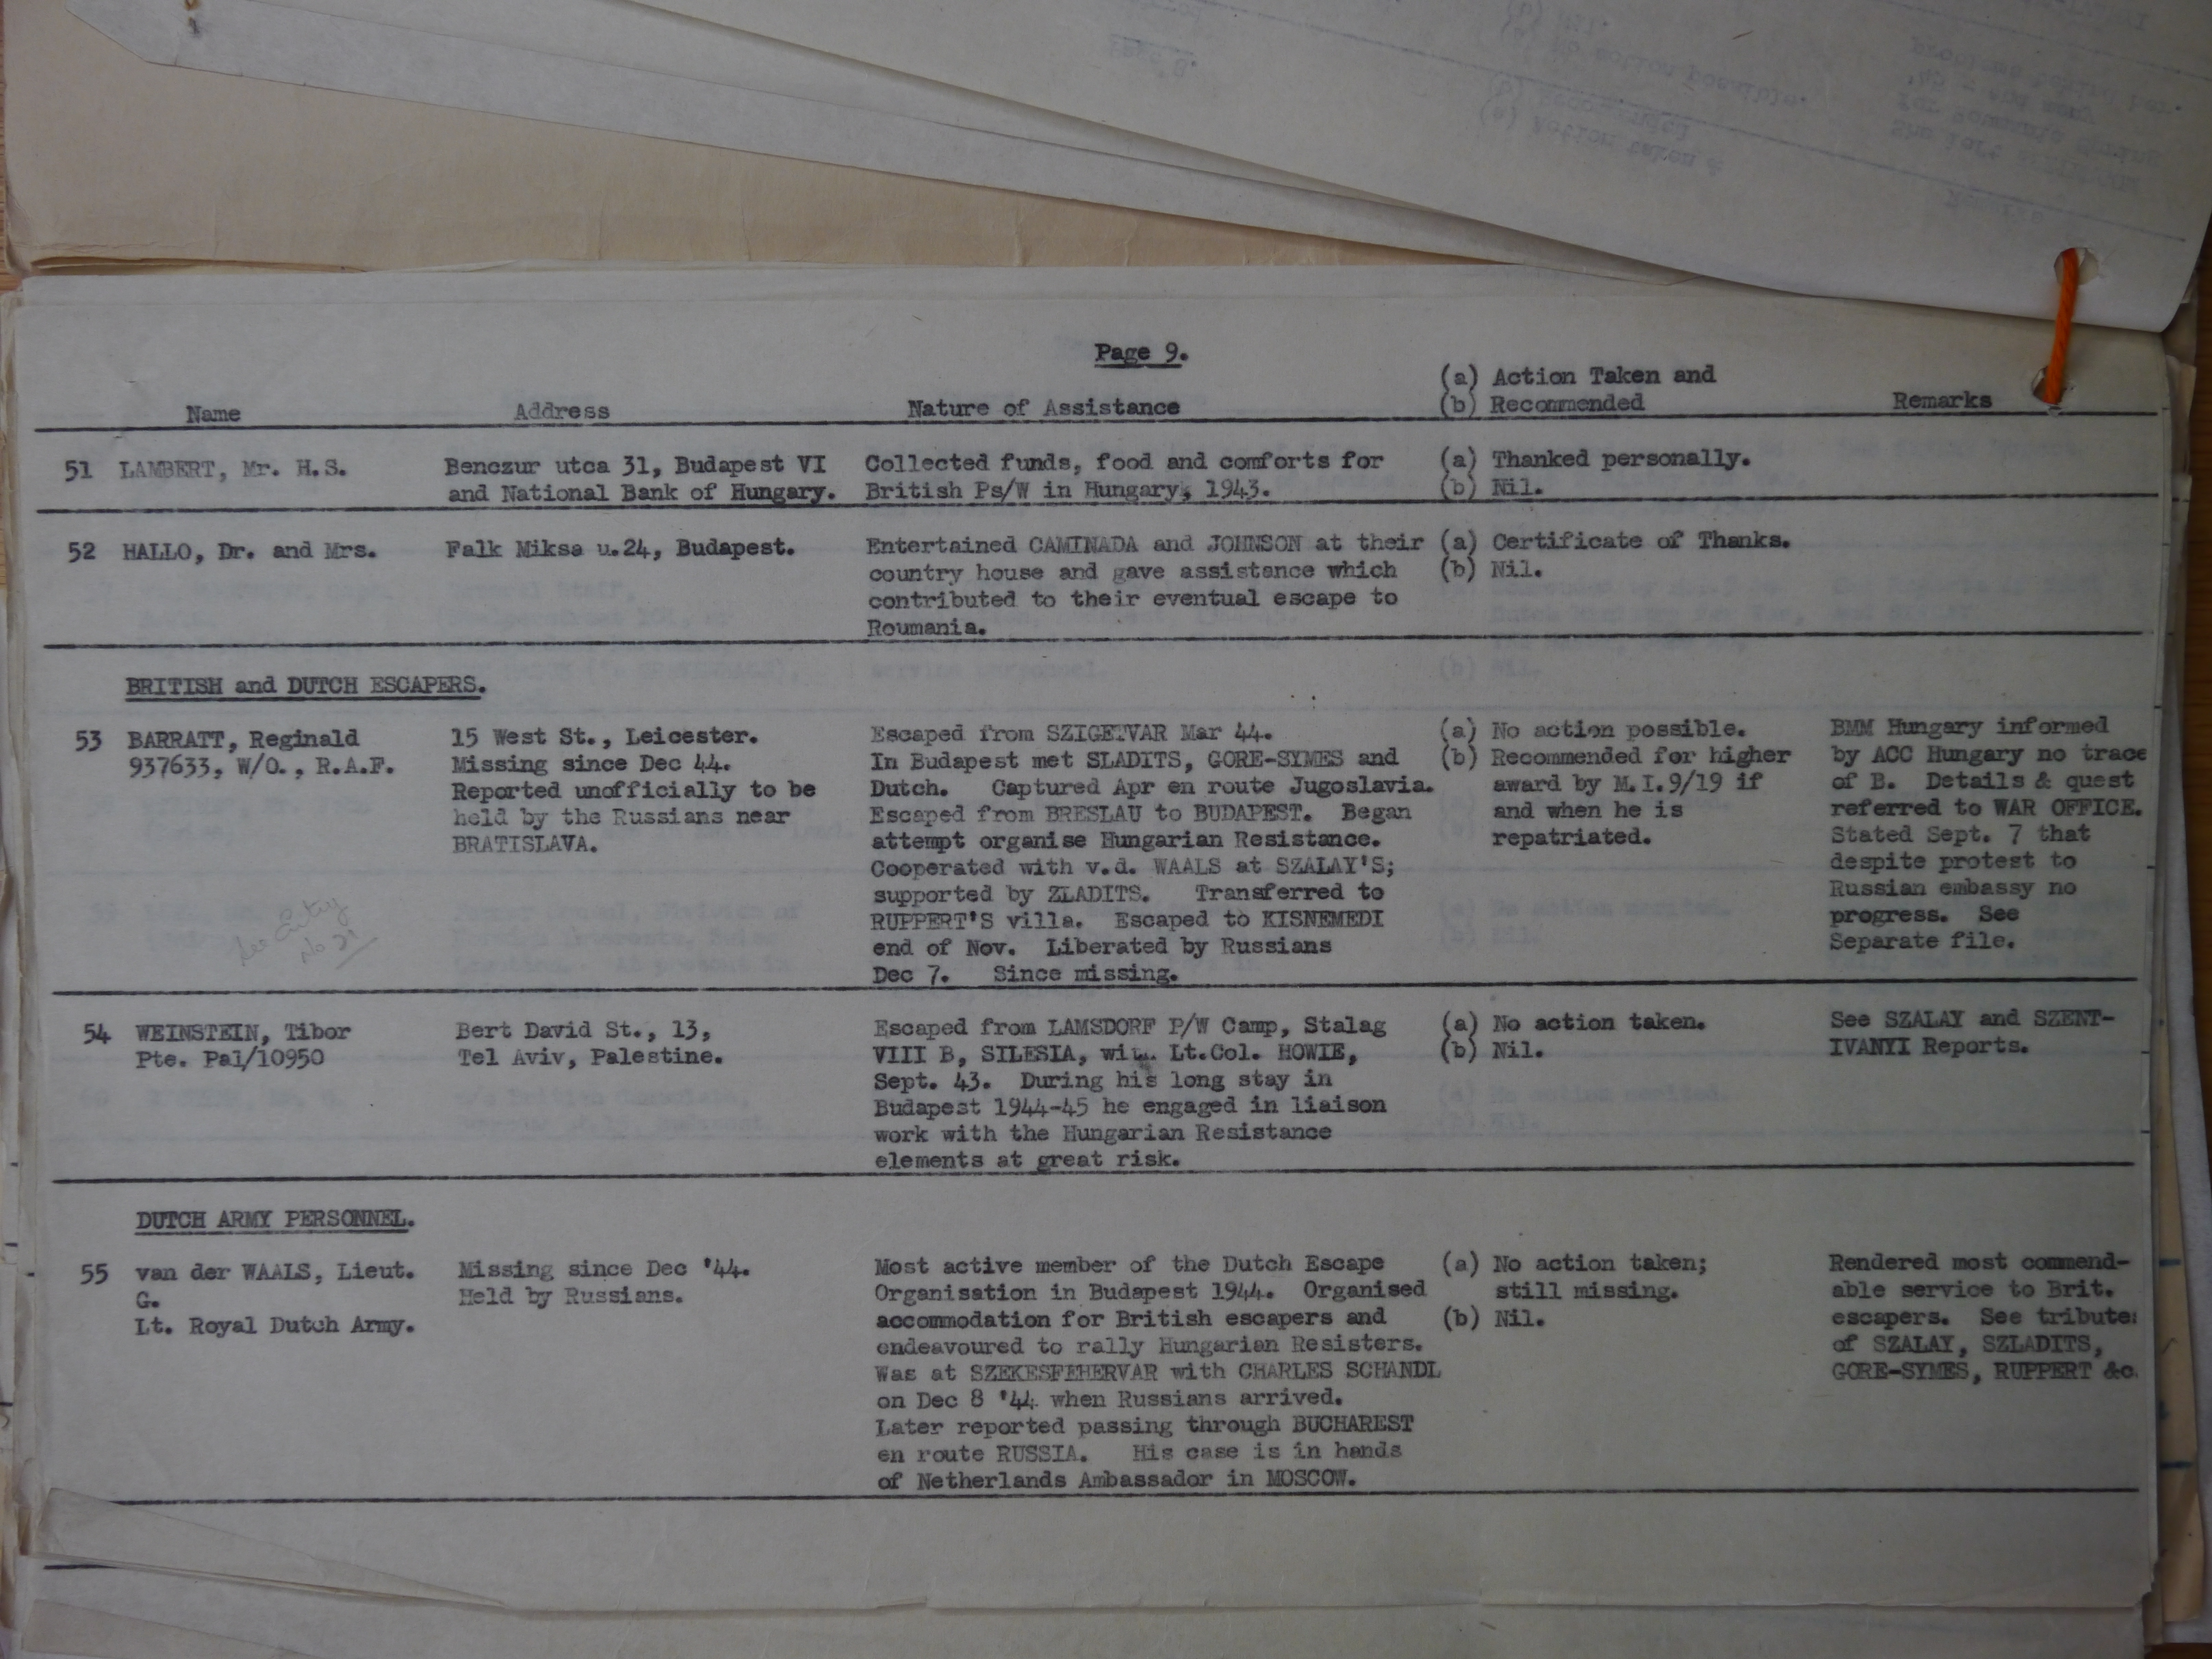 Page 9.
Name Address Nature of Assistance (a) Action Taken and
(b) Recommended Remarks
51 LAMBERT, Mr. H.S.
Benczur utca 31, Budapest VI
and National Bank of Hungary.
Collected funds, food and comforts for
British Ps/W in Hungary, 1943.
(a) Thanked personally.
(b) Nil.
52 HALLO, Dr. and Mrs.
Falk Miksa u.24, Budapest.
Entertained CAMINADA and JOHNSON at their
country house and gave assistance which
contributed to their eventual escape to
Roumania.
(a) Certificate of Thanks.
(b) Nil.
BRITISH and DUTCH ESCAPERS.
53 BARRATT, Reginald
937633, W/O., R.A.F.
See Entry
15 West St., Leicester.
Missing since Dec 44.
Reported unofficially to be
held by the Russians near
BRATISLAVA.
Escaped from SZIGETVAR Mar 44.
In Budapest met SLADITS, GORE-SYMES and
Dutch. Captured Apr en route Jugoslavia.
Escaped from BRESLAU to BUDAPEST. Began
attempt organise Hungarian Resistance.
Cooperated with v.d. WAALS at SZALAY'S;
supported by ZLADITS. Transferred to
RUPPERT'S villa. Escaped to KISNEMEDI
end of Nov. Liberated by Russians
Dec 7. Since missing.
(a) No action possible.
(b) Recommended for higher
award by M.I.9/19 if
and when he is
repatriated.
BMM Hungary informed
by ACC Hungary no trace
of B. Details & quest
referred to WAR OFFICE.
Stated Sept. 7 that
despite protest to
Russian embassy no
progress. See
Separate file.
54 WEINSTEIN, Tibor
Pte. Pal/10950
Bert David St., 13,
Tel Aviv, Palestine.
Escaped from LAMSDORF P/W Camp, Stalag
VIII B, SILESIA, Lt.Col. HOWIE,
Sept. 43. During his long stay in
Budapest 1944-45 he engaged in liaison
work with the Hungarian Resistance
elements at great risk.
(a) No action taken.
(b) Nil.
See SZALAY and SZENT-
IVANYI Reports.
DUTCH ARMY PERSONNEL.
55 van der WAALS, Lieut.
G.
Lt. Royal Dutch Army.
Missing since Dec '44.
Held by Russians.
Most active member of the Dutch Escape
Organisation in Budapest 1944. Organised
accommodation for British escapers and
endeavoured to rally Hungarian Resisters.
Was at SZEKESFEHERVAR with CHARLES SCHANDL
on Dec 8 '44 when Russians arrived.
Later reported passing through BUCHAREST
en route RUSSIA. His case is in hands
of Netherlands Ambassador in MOSCOW.
(a) No action taken;
still missing.
(b) Nil.
Rendered most commend-
able service to Brit.
escapers. See tribute
of SZALAY, SZLADITS,
GORE-SYMES, RUPPERT &c.